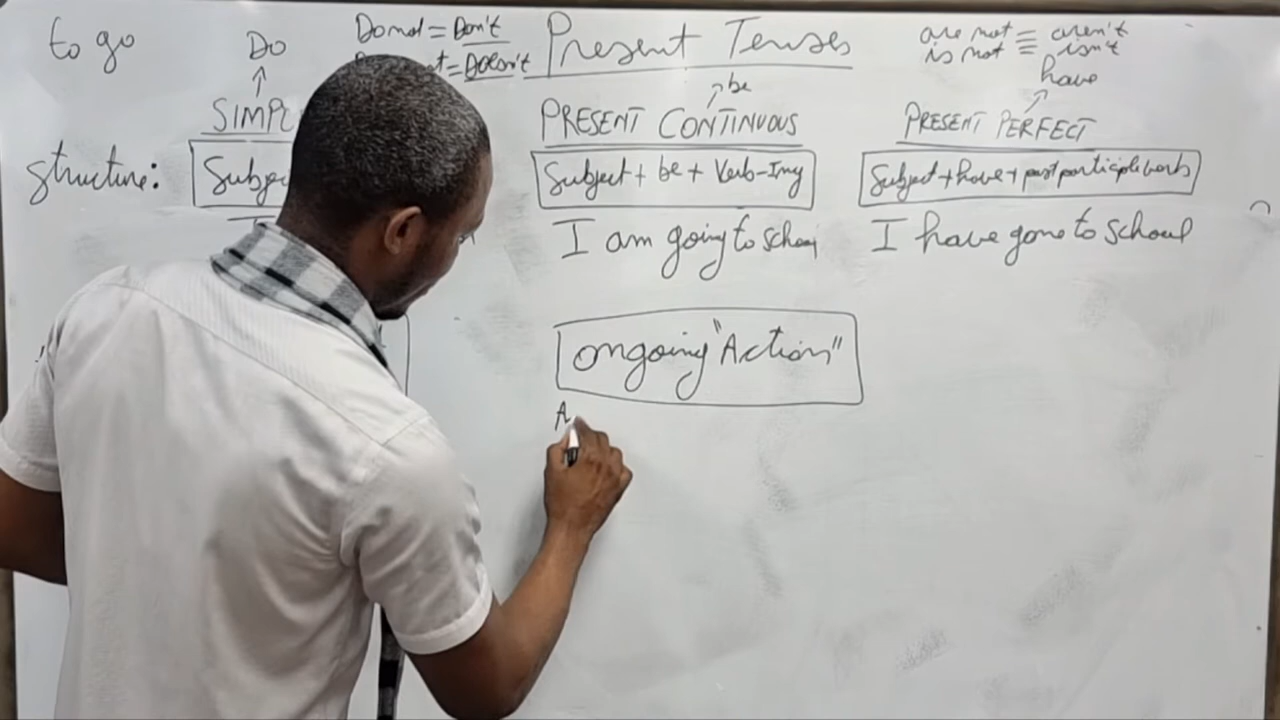 to go
DO
Do not = Don't
= Doesn't
Present Tenses
are not = aren't
is not = isn't
be
have
SIMP
PRESENT CONTINUOUS
PRESENT PERFECT
structure:
Subje
Subject + be + Verb-Ing
Subject + have + past participle verb
I am going to school
I have gone to school
ongoing "Action"
A